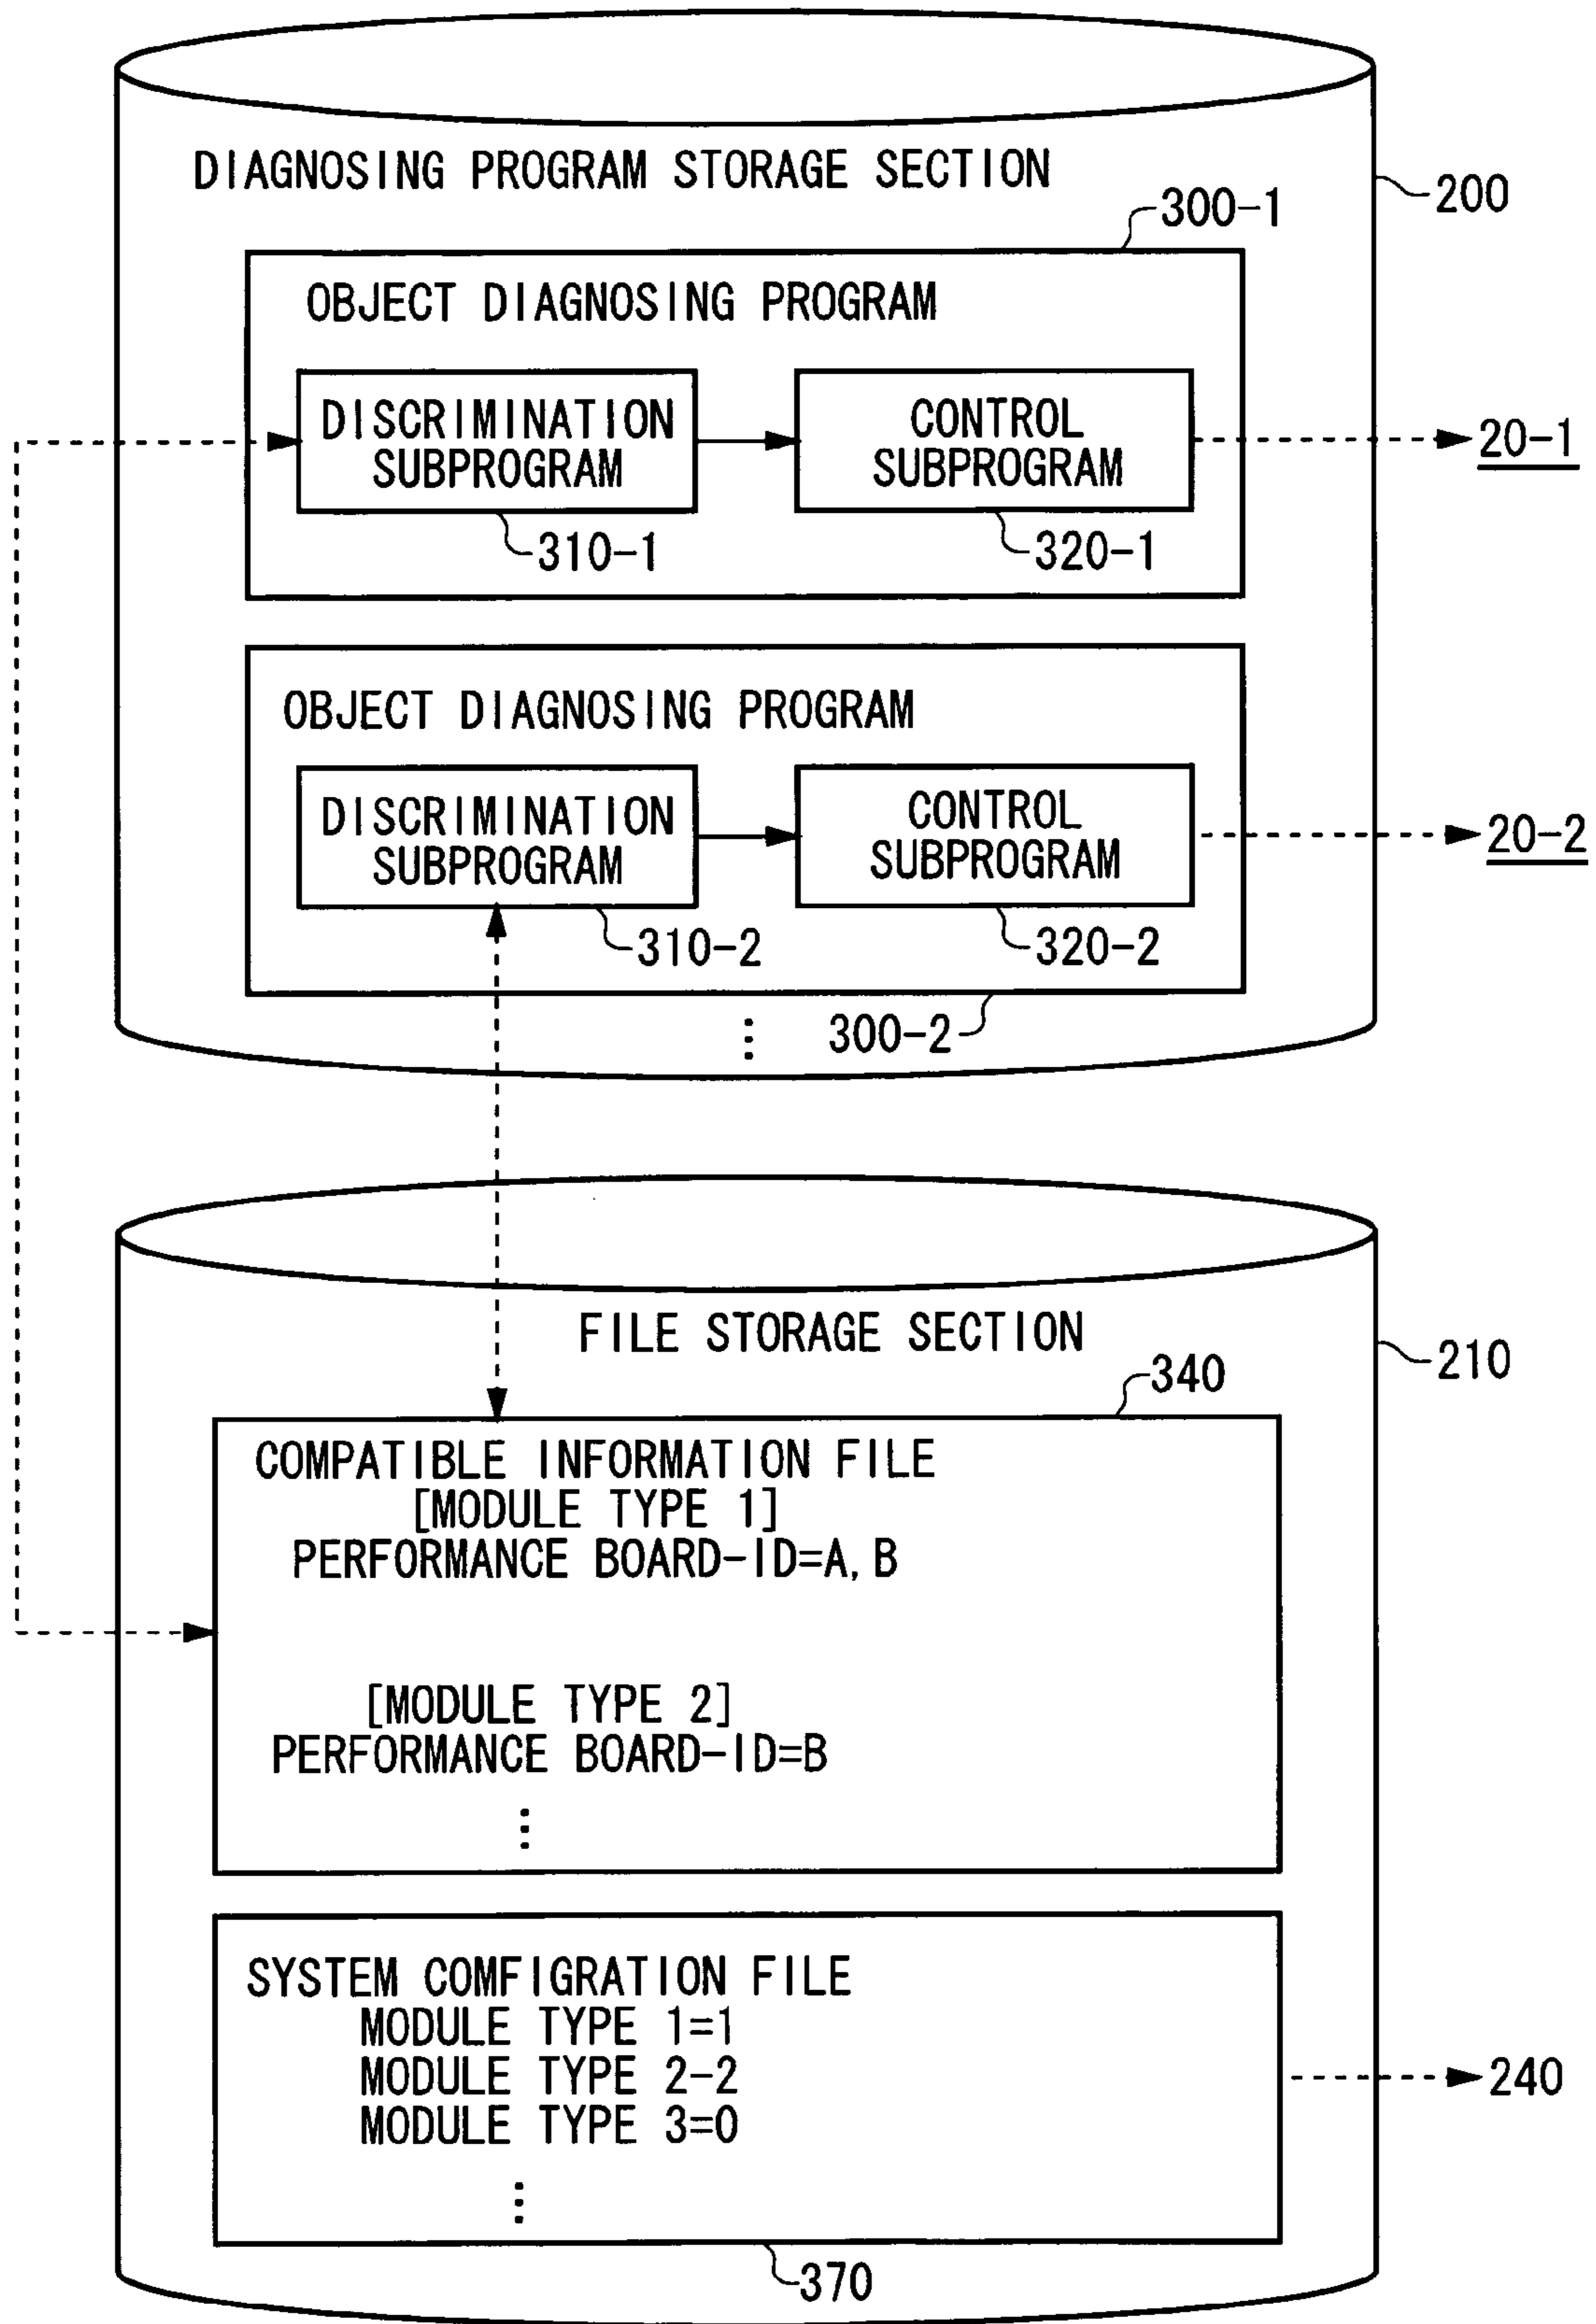 DIAGNOSING PROGRAM STORAGE SECTION
200
300-1
OBJECT DIAGNOSING PROGRAM
DISCRIMINATION
SUBPROGRAM
CONTROL
SUBPROGRAM
20-1
310-1
320-1
OBJECT DIAGNOSING PROGRAM
DISCRIMINATION
SUBPROGRAM
CONTROL
SUBPROGRAM
20-2
310-2
320-2
300-2
FILE STORAGE SECTION
210
340
COMPATIBLE INFORMATION FILE
[MODULE TYPE 1]
PERFORMANCE BOARD-ID=A, B
[MODULE TYPE 2]
PERFORMANCE BOARD-ID=B
SYSTEM COMFIGRATION FILE
MODULE TYPE 1=1
MODULE TYPE 2-2
MODULE TYPE 3=0
240
370